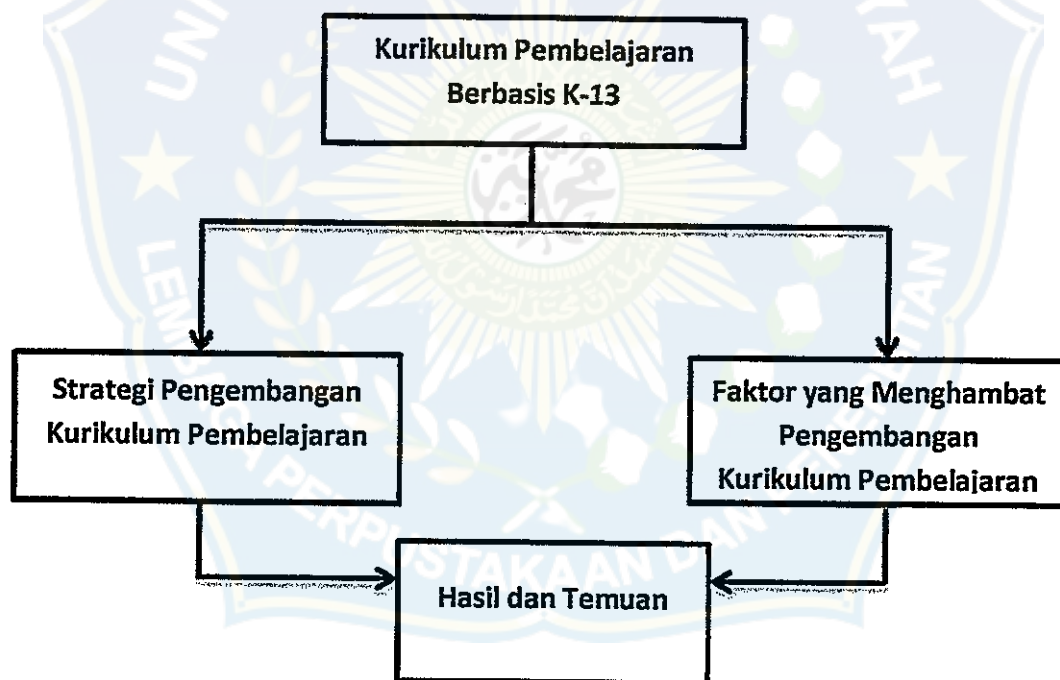 Kurikulum Pembelajaran
Berbasis K-13
Strategi Pengembangan
Kurikulum Pembelajaran
Faktor yang Menghambat
Pengembangan
Kurikulum Pembelajaran
Hasil dan Temuan